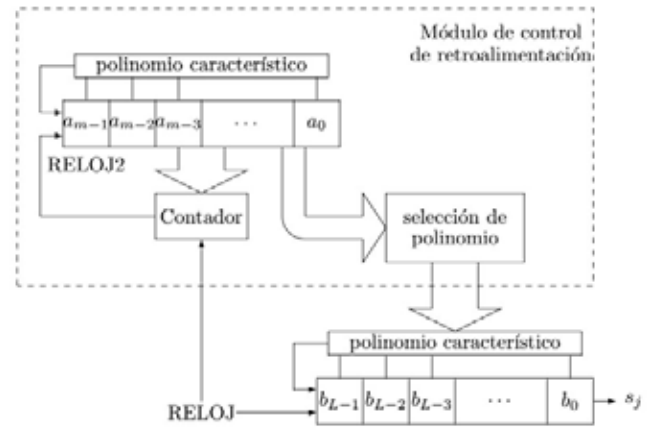 Módulo de control
de retroalimentación
polinomio característico
a_{m−1} a_{m−2} a_{m−3} ... a_0
RELOJ2
Contador
selección de
polinomio
polinomio característico
b_{L−1} b_{L−2} b_{L−3} ... b_0
s_j
RELOJ